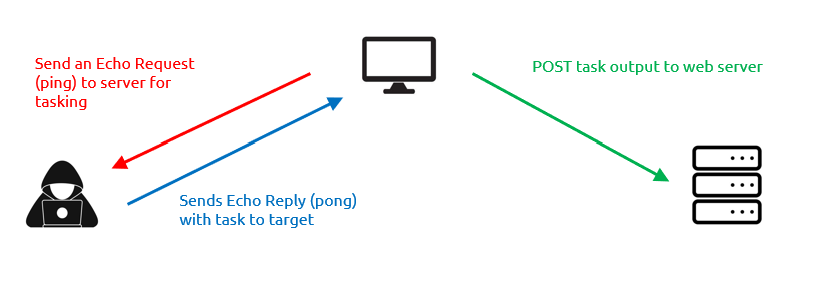 Send an Echo Request
(ping) to server for
tasking
POST task output to web server
Sends Echo Reply (pong)
with task to target